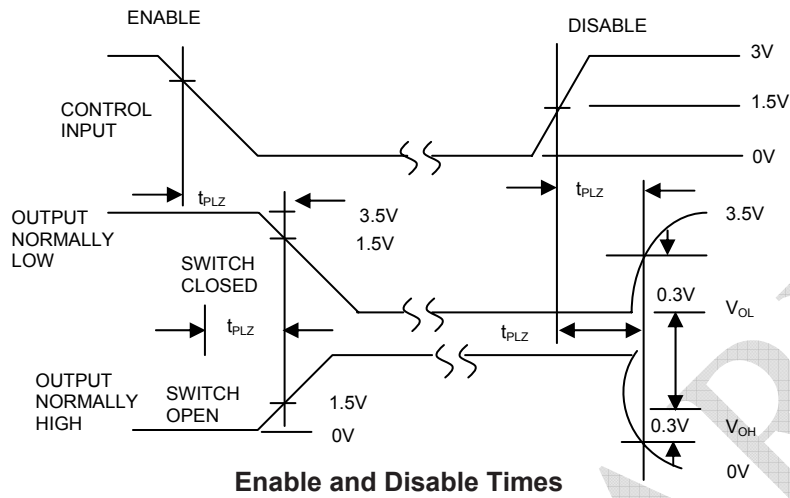 ENABLE
DISABLE
3V
CONTROL
INPUT
1.5V
0V
tPLZ
tPLZ
OUTPUT
NORMALLY
LOW
3.5V
3.5V
1.5V
SWITCH
CLOSED
0.3V
VOL
tPLZ
tPLZ
OUTPUT
NORMALLY
HIGH
SWITCH
OPEN
1.5V
0V
0.3V
VOH
0V
Enable and Disable Times